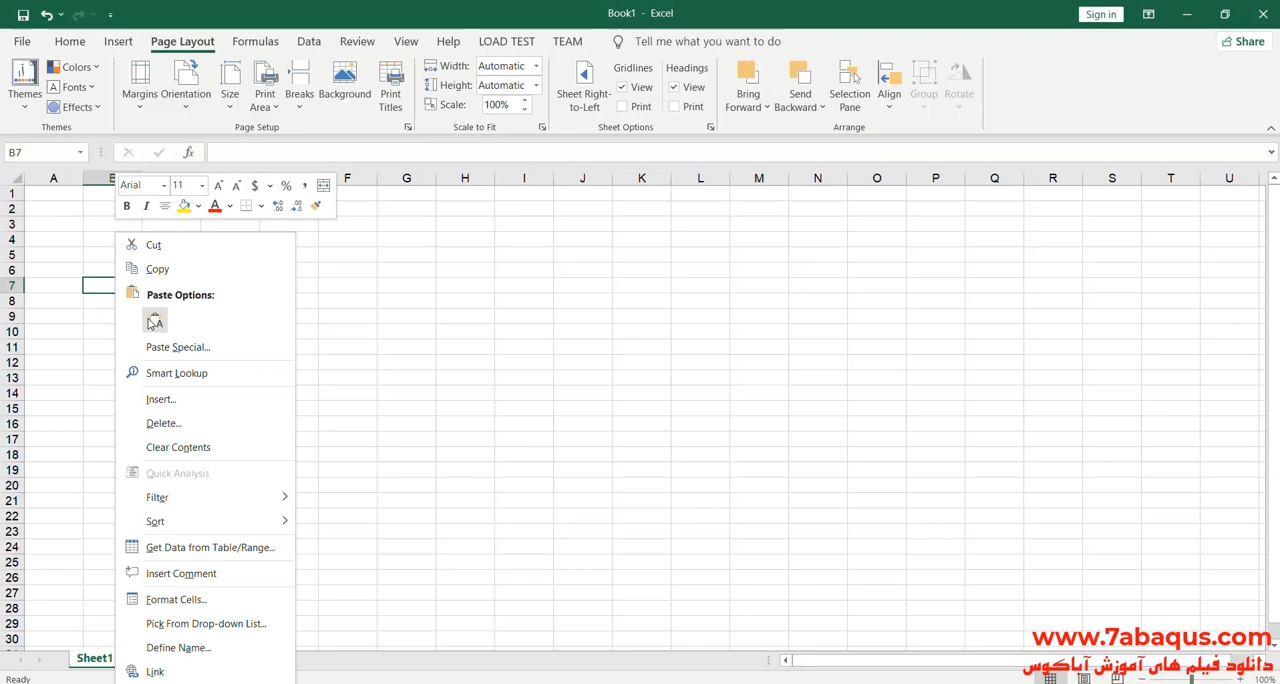 Book1 - Excel
Sign in
File Home Insert Page Layout Formulas Data Review View Help LOAD TEST TEAM Tell me what you want to do Share
Themes Colors Fonts Effects
Margins Orientation Size Print Area Breaks Background Print Titles
Width: Automatic
Height: Automatic
Scale: 100%
Sheet Right-to-Left
Gridlines View Print
Headings View Print
Bring Forward Send Backward Selection Pane Align Group Rotate
Themes Page Setup Scale to Fit Sheet Options Arrange
B7 fx
A B F G H I J K L M N O P Q R S T U
Arial 11 A A $ % ,
B I A
1
2
3
4
5
6
7
8
9
10
11
12
13
14
15
16
17
18
19
20
21
22
23
24
25
26
27
28
29
30
Cut
Copy
Paste Options:
A
Paste Special...
Smart Lookup
Insert...
Delete...
Clear Contents
Quick Analysis
Filter
Sort
Get Data from Table/Range...
Insert Comment
Format Cells...
Pick From Drop-down List...
Define Name...
Link
Sheet1
www.7abaqus.com
دانلود فیلم های آموزش آباکوس
Ready
100%